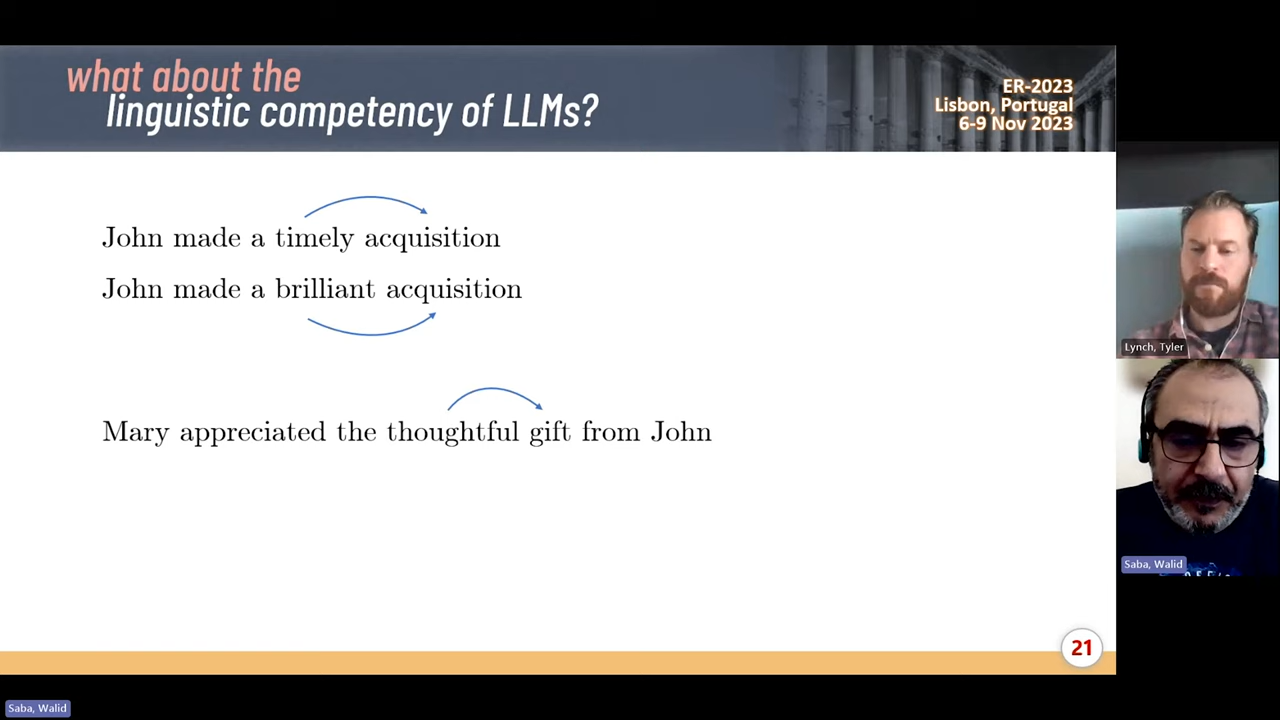 what about the
linguistic competency of LLMs?
ER-2023
Lisbon, Portugal
6-9 Nov 2023
John made a timely acquisition
John made a brilliant acquisition
Mary appreciated the thoughtful gift from John
21
Lynch, Tyler
Saba, Walid
Saba, Walid